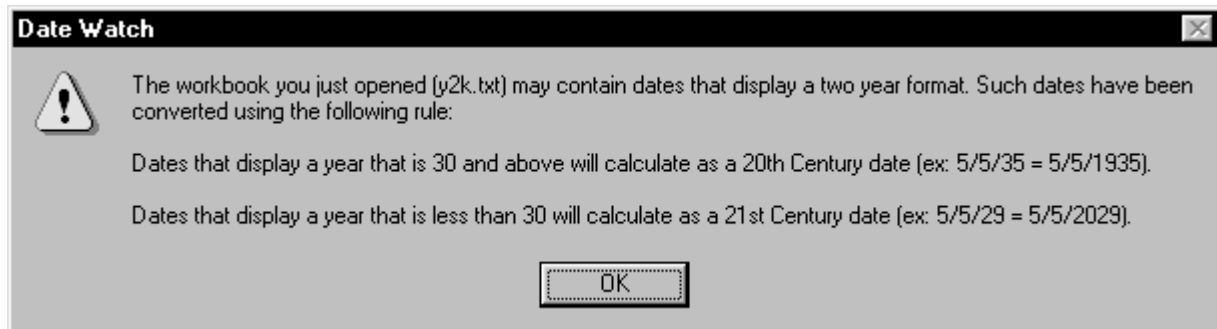 Date Watch
The workbook you just opened (y2k.txt) may contain dates that display a two year format. Such dates have been
converted using the following rule:
Dates that display a year that is 30 and above will calculate as a 20th Century date (ex: 5/5/35 = 5/5/1935).
Dates that display a year that is less than 30 will calculate as a 21st Century date (ex: 5/5/29 = 5/5/2029).
OK